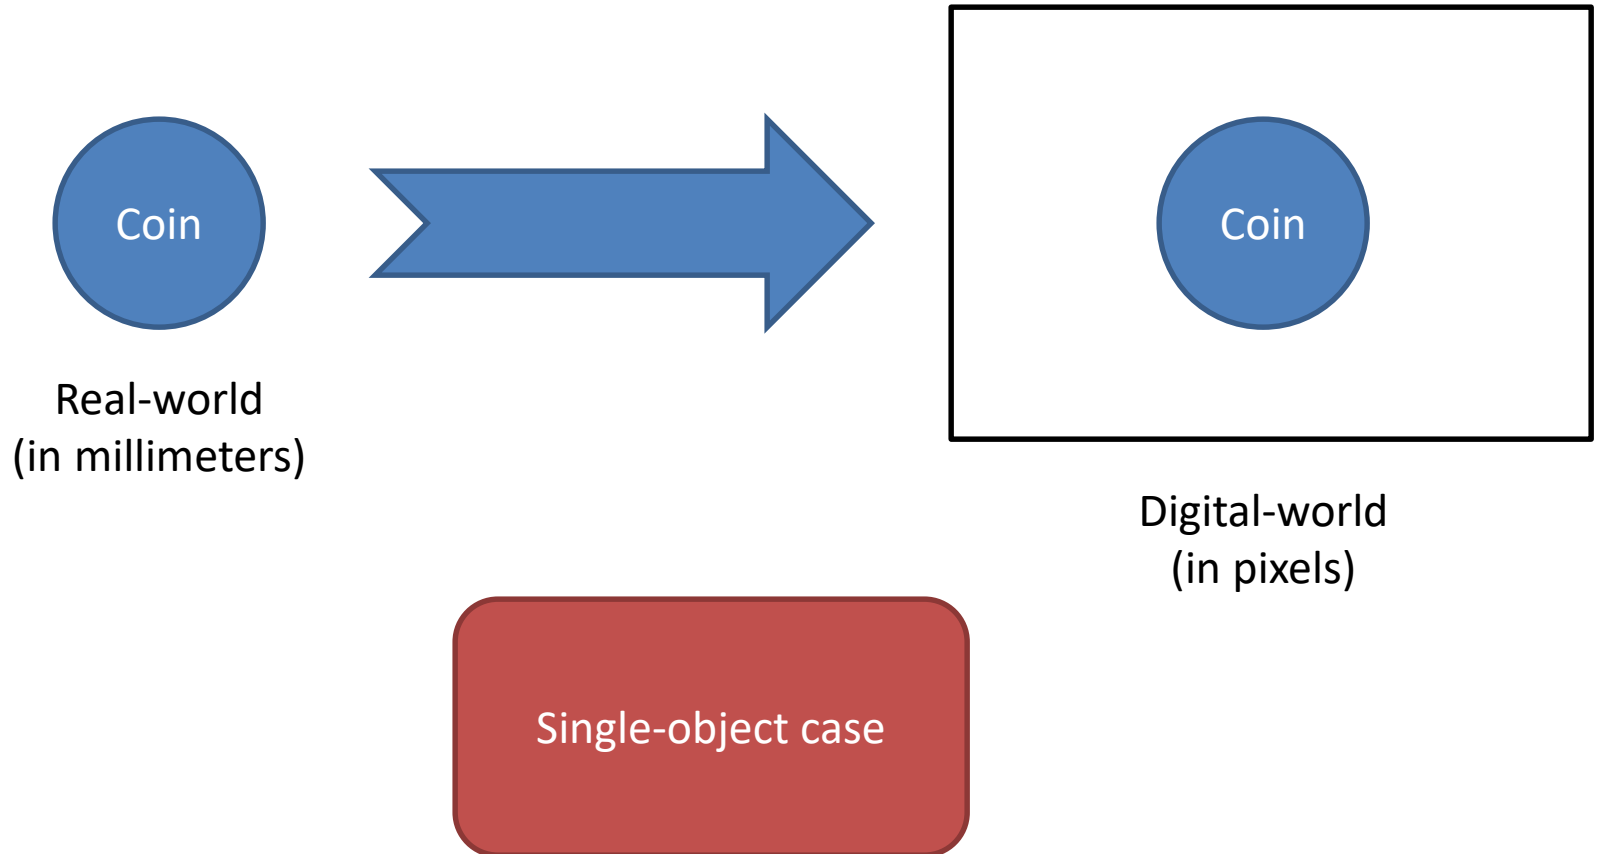 Coin
Coin
Real-world
(in millimeters)
Digital-world
(in pixels)
Single-object case